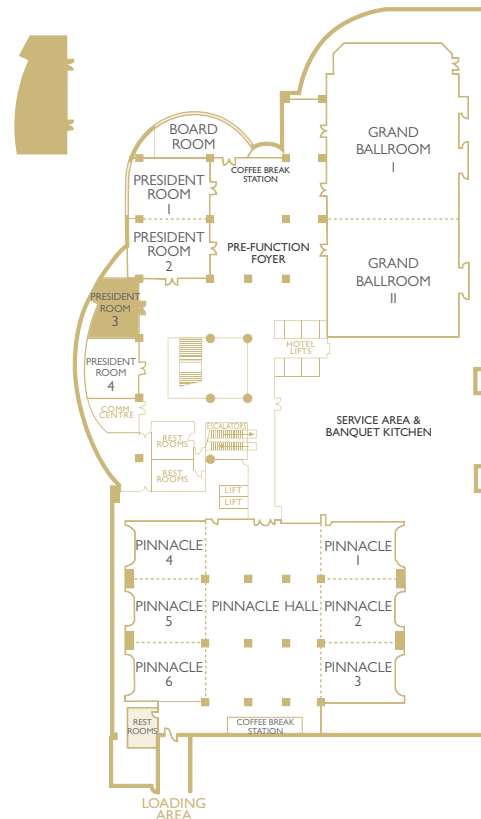 BOARD
ROOM
COFFEE BREAK
STATION
GRAND
BALLROOM
I
PRESIDENT
ROOM
1
PRESIDENT
ROOM
2
PRE-FUNCTION
FOYER
GRAND
BALLROOM
II
PRESIDENT
ROOM
3
PRESIDENT
ROOM
4
HOTEL
LIFTS
COMM.
CENTRE
REST
ROOMS
ESCALATORS
SERVICE AREA &
BANQUET KITCHEN
REST
ROOMS
LIFT
LIFT
PINNACLE
4
PINNACLE
1
PINNACLE
5
PINNACLE HALL
PINNACLE
2
PINNACLE
6
PINNACLE
3
REST
ROOMS
COFFEE BREAK
STATION
LOADING
AREA